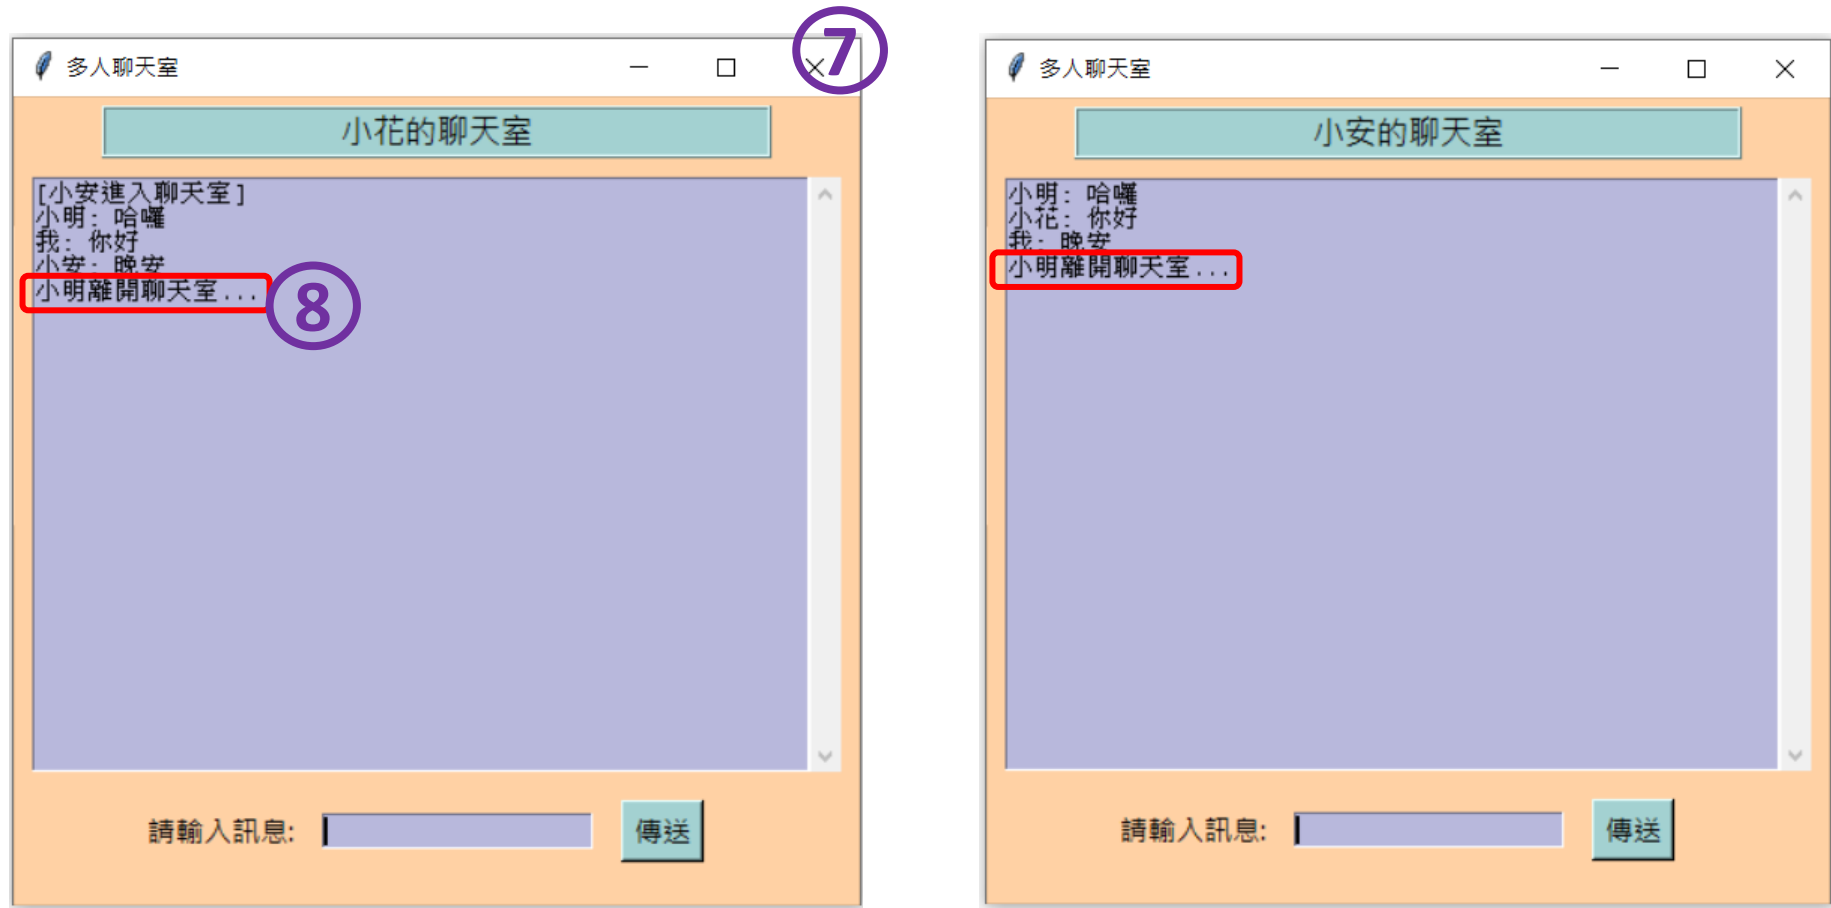 多人聊天室
⑦
小花的聊天室
[小安進入聊天室]
小明: 哈囉
我: 你好
小安: 晚安
小明離開聊天室...
⑧
請輸入訊息:
傳送
多人聊天室
小安的聊天室
小明: 哈囉
小花: 你好
我: 晚安
小明離開聊天室...
請輸入訊息:
傳送